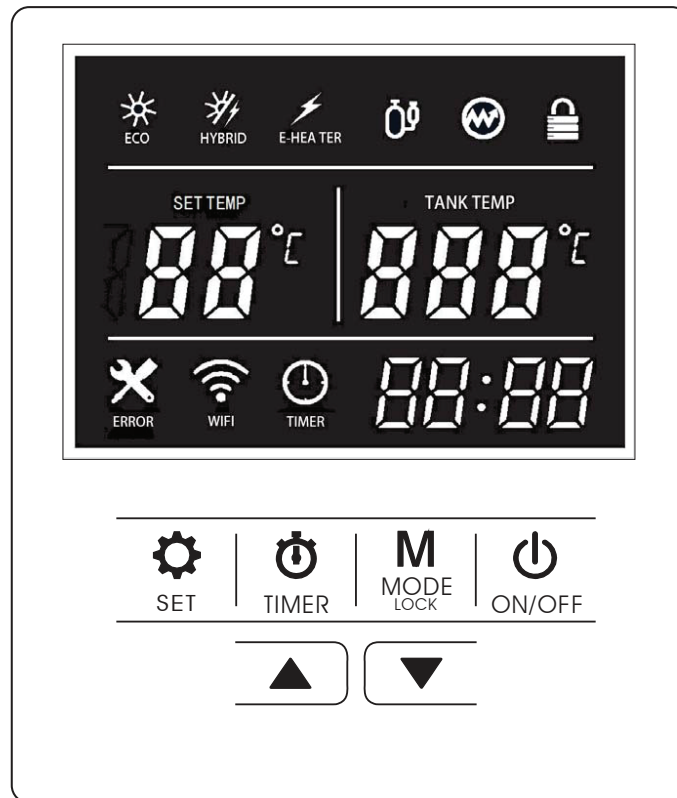 ECO HYBRID E-HEA TER
SET TEMP TANK TEMP
88 °C 888 °C
ERROR WIFI TIMER 88:88
SET TIMER M MODE LOCK ON/OFF